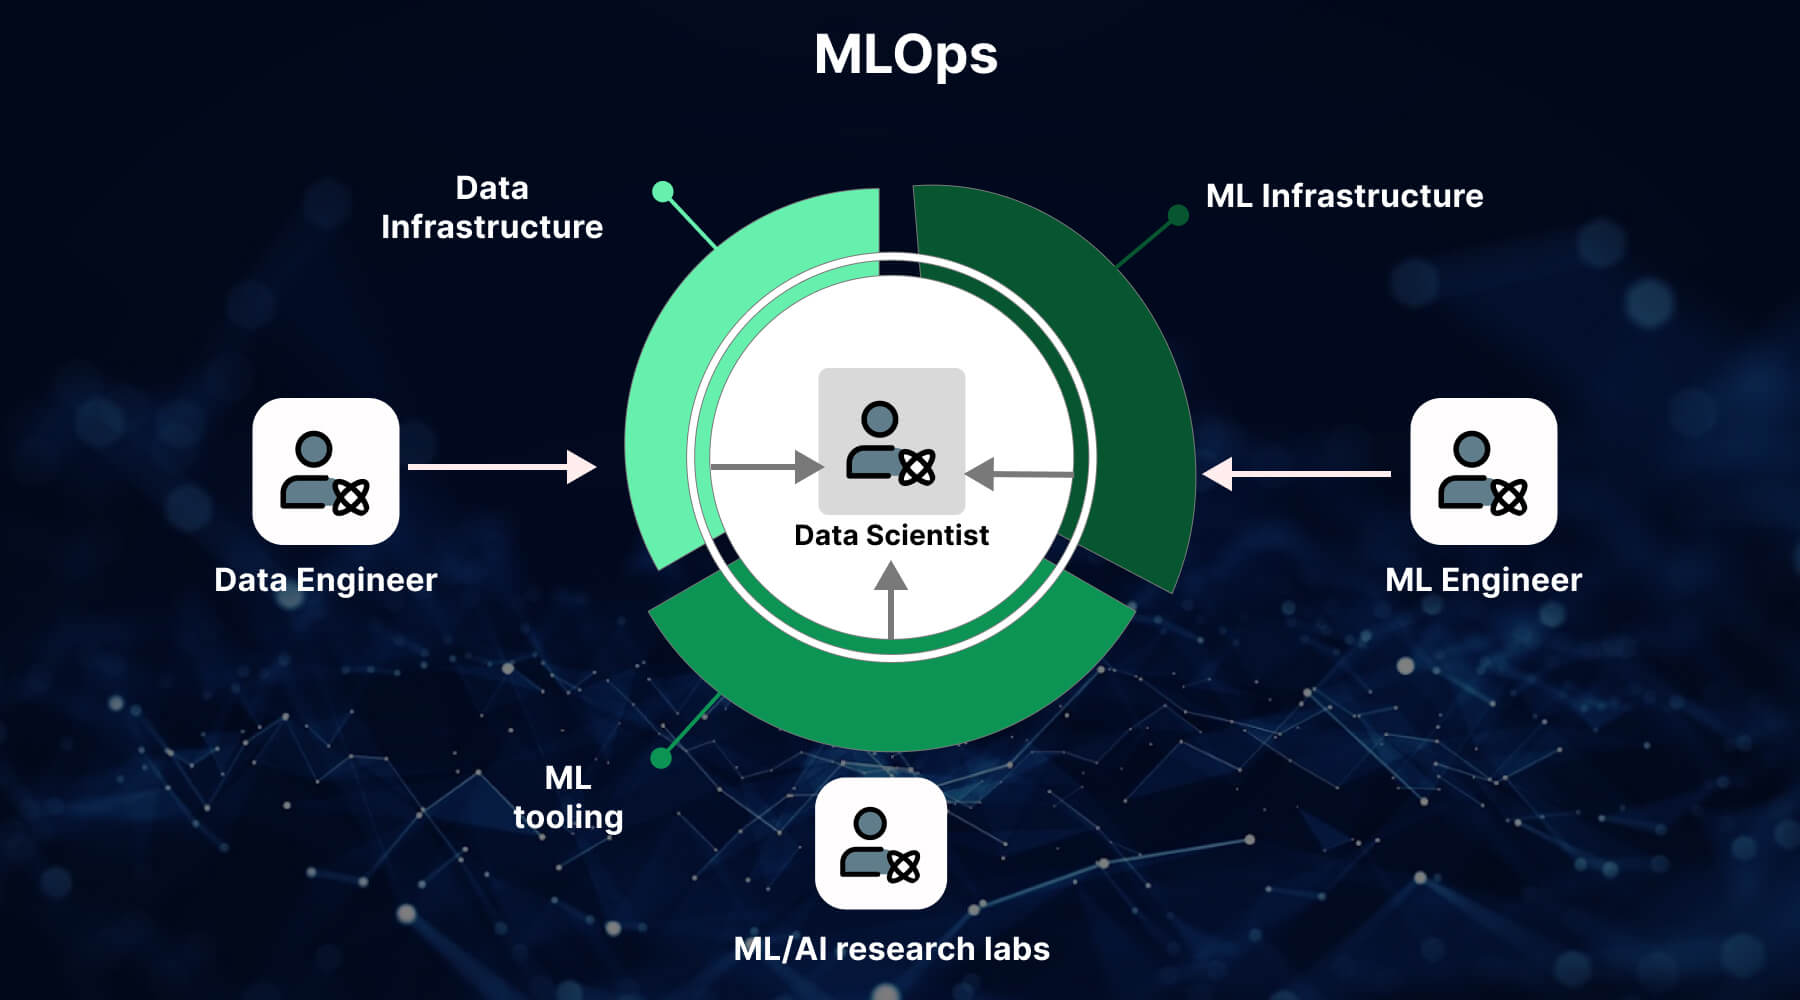 MLOps
Data
Infrastructure
ML Infrastructure
Data Scientist
Data Engineer
ML Engineer
ML
tooling
ML/AI research labs